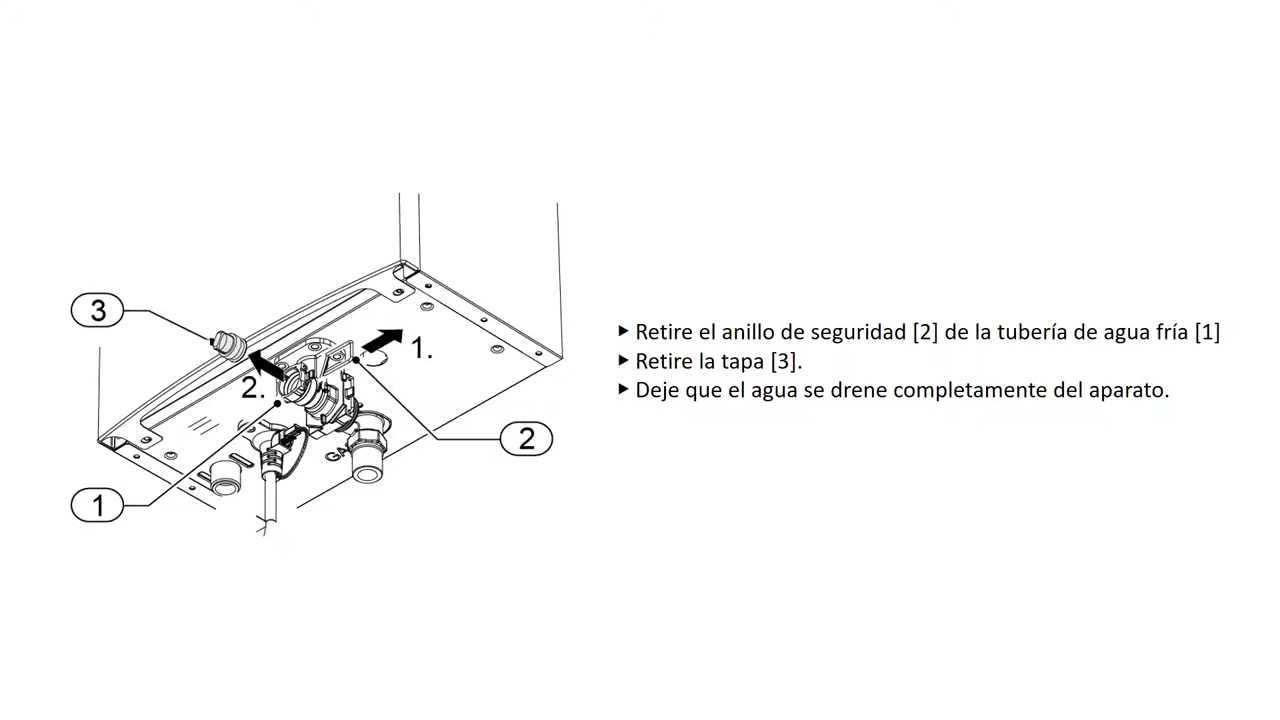 3
1.
2.
2
1
GA
▶ Retire el anillo de seguridad [2] de la tubería de agua fría [1]
▶ Retire la tapa [3].
▶ Deje que el agua se drene completamente del aparato.